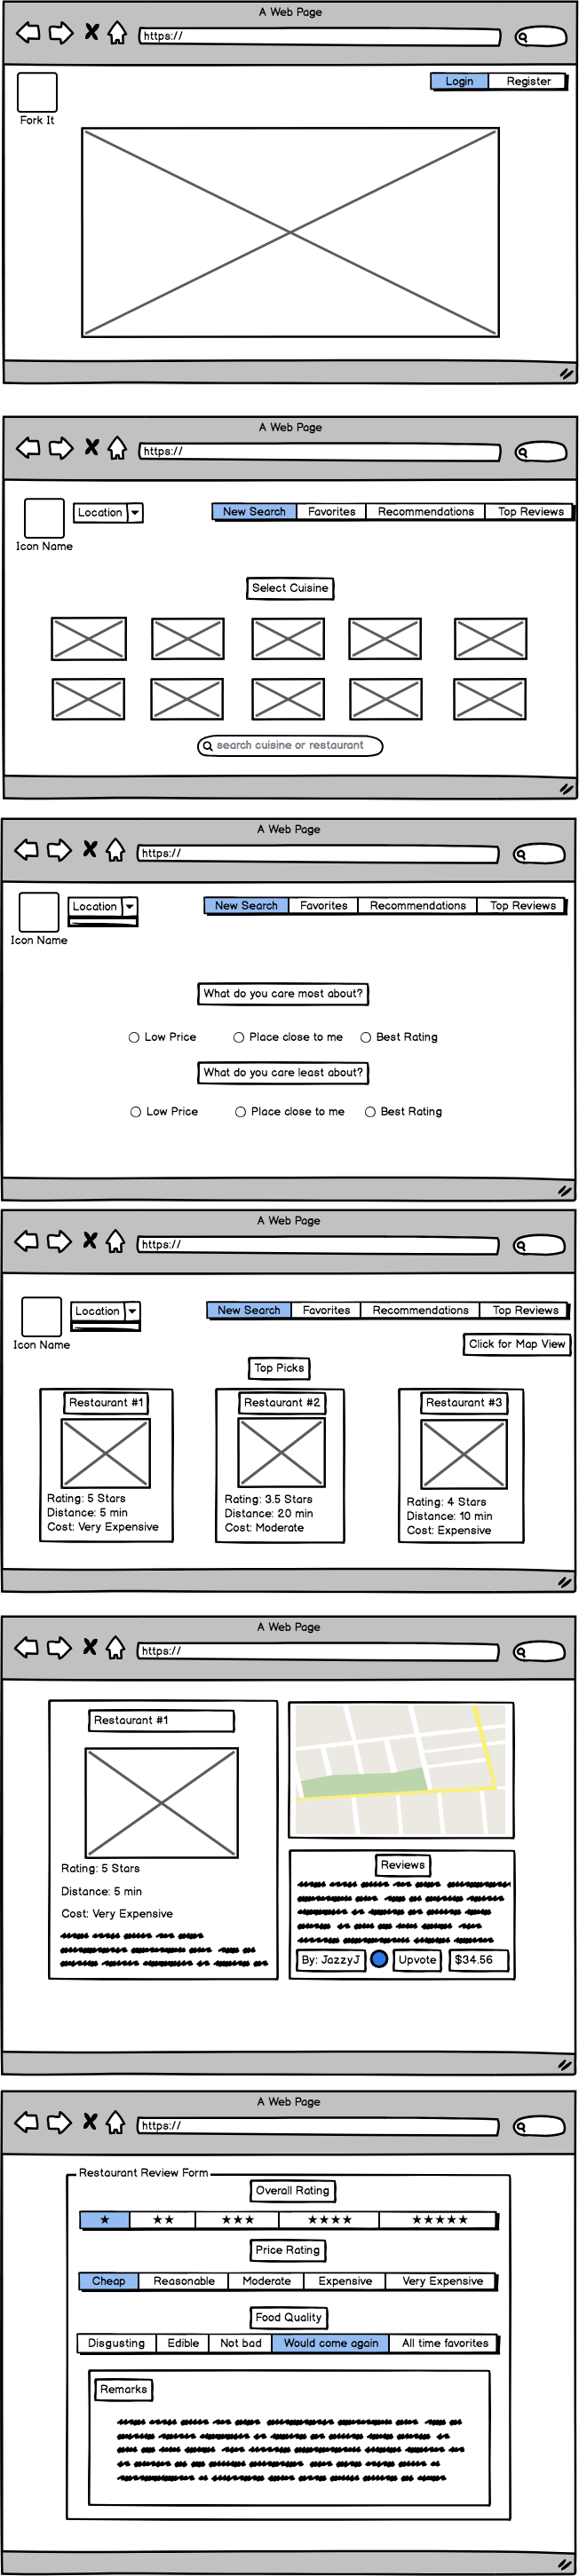 A Web Page
https://
Login Register
Fork It
A Web Page
https://
Location New Search Favorites Recommendations Top Reviews
Icon Name
Select Cuisine
search cuisine or restaurant
A Web Page
https://
Location New Search Favorites Recommendations Top Reviews
Icon Name
What do you care most about?
Low Price Place close to me Best Rating
What do you care least about?
Low Price Place close to me Best Rating
A Web Page
https://
Location New Search Favorites Recommendations Top Reviews
Icon Name
Click for Map View
Top Picks
Restaurant #1 Restaurant #2 Restaurant #3
Rating: 5 Stars
Distance: 5 min
Cost: Very Expensive
Rating: 3.5 Stars
Distance: 20 min
Cost: Moderate
Rating: 4 Stars
Distance: 10 min
Cost: Expensive
A Web Page
https://
Restaurant #1
Rating: 5 Stars
Distance: 5 min
Cost: Very Expensive
Reviews
By: JazzyJ Upvote $34.56
A Web Page
https://
Restaurant Review Form
Overall Rating
★ ★★ ★★★ ★★★★ ★★★★★
Price Rating
Cheap Reasonable Moderate Expensive Very Expensive
Food Quality
Disgusting Edible Not bad Would come again All time favorites
Remarks